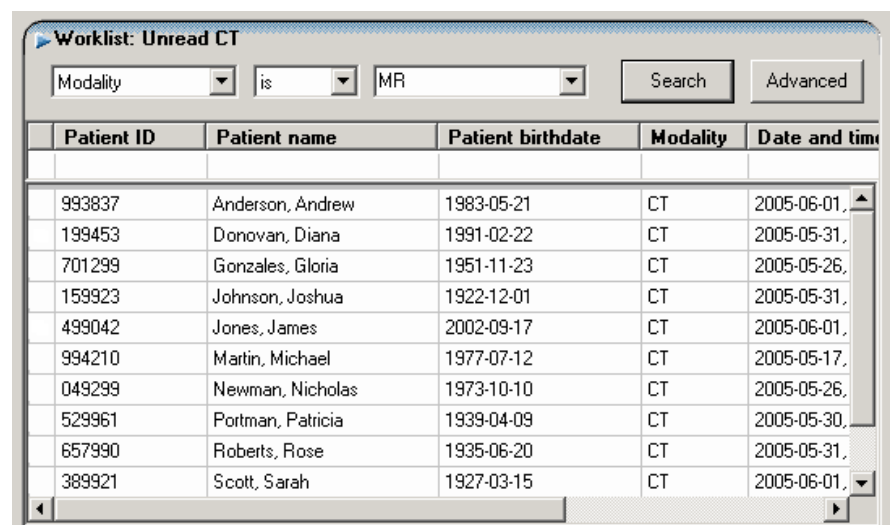 Worklist: Unread CT
Modality is MR Search Advanced
Patient ID Patient name Patient birthdate Modality Date and time
993837 Anderson, Andrew 1983-05-21 CT 2005-06-01,
199453 Donovan, Diana 1991-02-22 CT 2005-05-31,
701299 Gonzales, Gloria 1951-11-23 CT 2005-05-26,
159923 Johnson, Joshua 1922-12-01 CT 2005-05-31,
499042 Jones, James 2002-09-17 CT 2005-06-01,
994210 Martin, Michael 1977-07-12 CT 2005-05-17,
049299 Newman, Nicholas 1973-10-10 CT 2005-05-26,
529961 Portman, Patricia 1939-04-09 CT 2005-05-30,
657990 Roberts, Rose 1935-06-20 CT 2005-05-31,
389921 Scott, Sarah 1927-03-15 CT 2005-06-01,